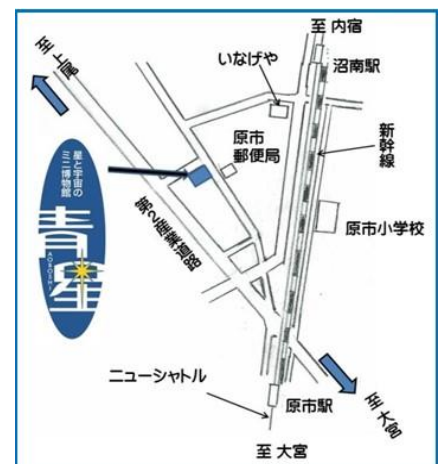 至 内宿
至 上尾
いなげや
沼南駅
新幹線
原市
郵便局
星と宇宙の
ミニ博物館
青星
AOBOSHI
第2産業道路
原市小学校
ニューシャトル
原市駅
至 大宮
至 大宮